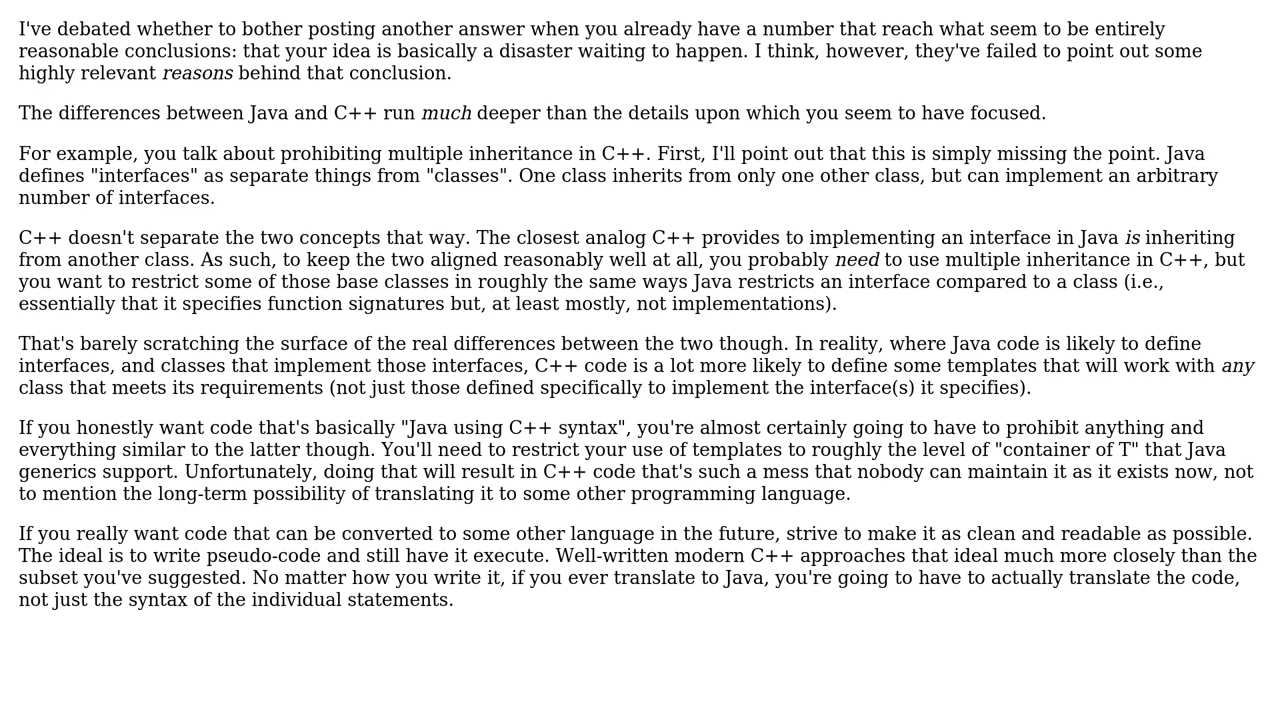 I've debated whether to bother posting another answer when you already have a number that reach what seem to be entirely
reasonable conclusions: that your idea is basically a disaster waiting to happen. I think, however, they've failed to point out some
highly relevant reasons behind that conclusion.
The differences between Java and C++ run much deeper than the details upon which you seem to have focused.
For example, you talk about prohibiting multiple inheritance in C++. First, I'll point out that this is simply missing the point. Java
defines "interfaces" as separate things from "classes". One class inherits from only one other class, but can implement an arbitrary
number of interfaces.
C++ doesn't separate the two concepts that way. The closest analog C++ provides to implementing an interface in Java is inheriting
from another class. As such, to keep the two aligned reasonably well at all, you probably need to use multiple inheritance in C++, but
you want to restrict some of those base classes in roughly the same ways Java restricts an interface compared to a class (i.e.,
essentially that it specifies function signatures but, at least mostly, not implementations).
That's barely scratching the surface of the real differences between the two though. In reality, where Java code is likely to define
interfaces, and classes that implement those interfaces, C++ code is a lot more likely to define some templates that will work with any
class that meets its requirements (not just those defined specifically to implement the interface(s) it specifies).
If you honestly want code that's basically "Java using C++ syntax", you're almost certainly going to have to prohibit anything and
everything similar to the latter though. You'll need to restrict your use of templates to roughly the level of "container of T" that Java
generics support. Unfortunately, doing that will result in C++ code that's such a mess that nobody can maintain it as it exists now, not
to mention the long-term possibility of translating it to some other programming language.
If you really want code that can be converted to some other language in the future, strive to make it as clean and readable as possible.
The ideal is to write pseudo-code and still have it execute. Well-written modern C++ approaches that ideal much more closely than the
subset you've suggested. No matter how you write it, if you ever translate to Java, you're going to have to actually translate the code,
not just the syntax of the individual statements.